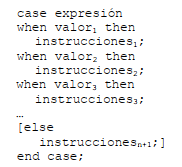 case expresión
when valor₁ then
instrucciones₁;
when valor₂ then
instrucciones₂;
when valor₃ then
instrucciones₃;
…
[else
instruccionesₙ₊₁;]
end case;